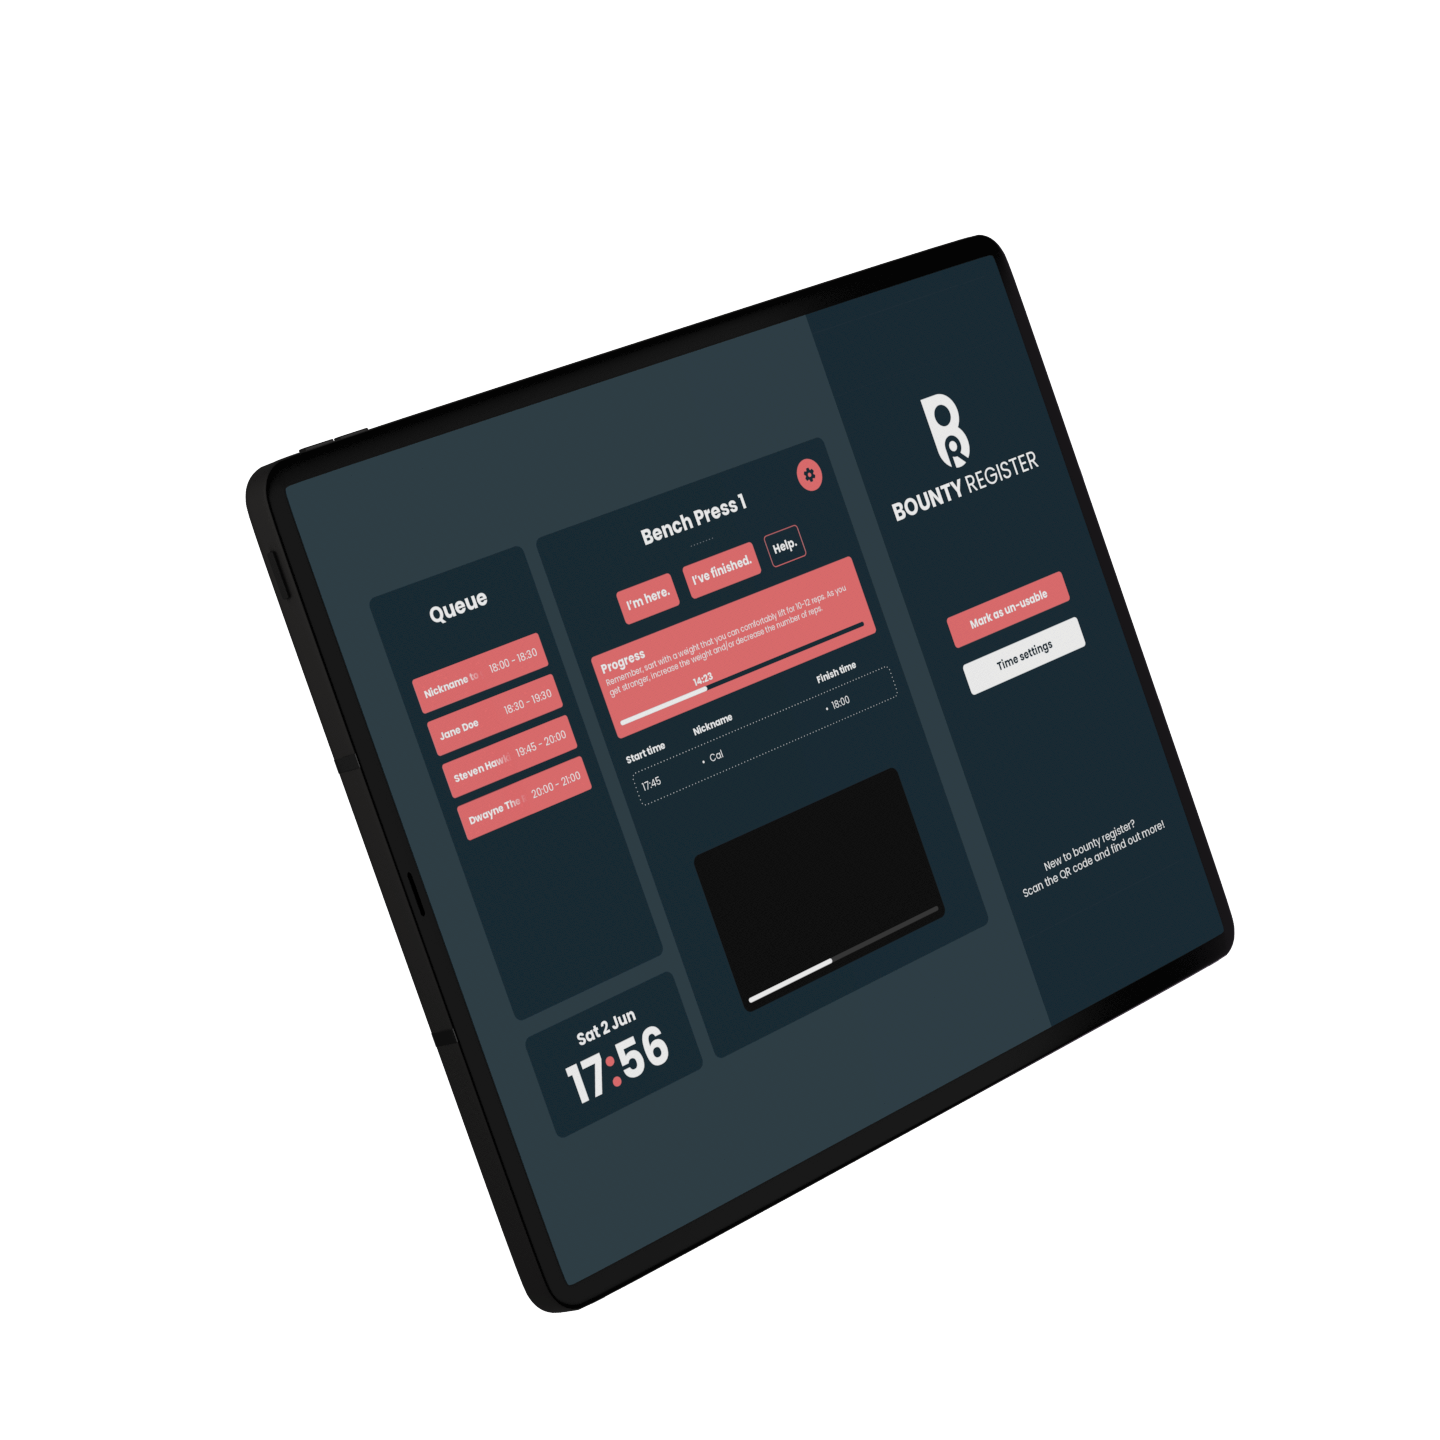 Queue
Nickname to 18:00 - 18:30
Jane Doe 18:30 - 19:30
Steven Hawk 19:45 - 20:00
Dwayne The 20:00 - 21:00
Sat 2 Jun
17:56
Bench Press 1
I'm here. I've finished. Help.
Progress
Remember, sart with a weight that you can comfortably lift for 10-12 reps. As you
get stronger, increase the weight and/or decrease the number of reps.
14:23
Start time Nickname Finish time
17:45 • Cal • 18:00
BR
BOUNTY REGISTER
Mark as un-usable
Time settings
New to bounty register?
Scan the QR code and find out more!